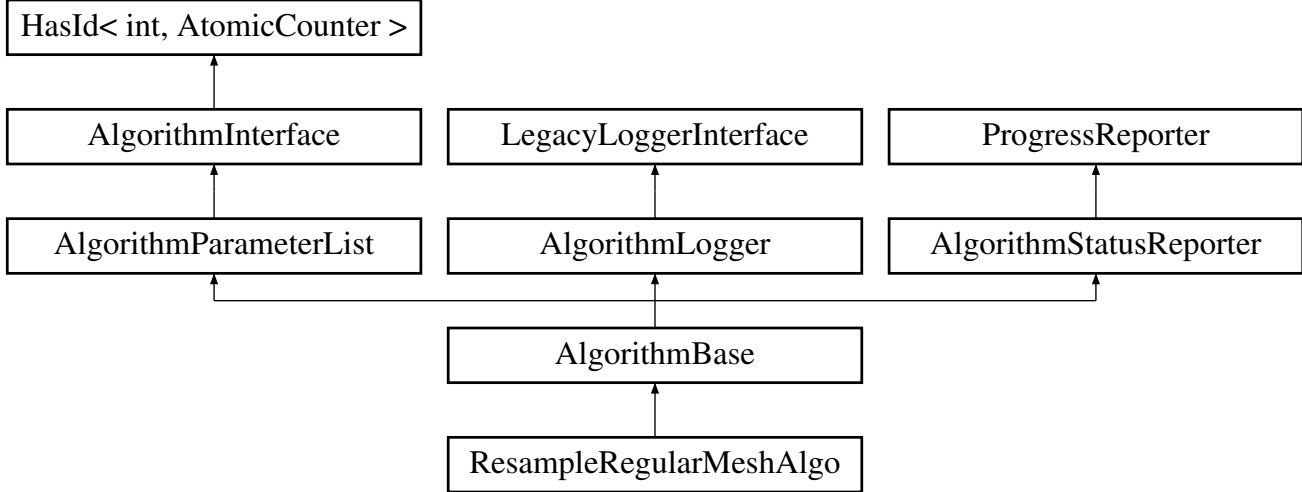 HasId< int, AtomicCounter >
AlgorithmInterface
LegacyLoggerInterface
ProgressReporter
AlgorithmParameterList
AlgorithmLogger
AlgorithmStatusReporter
AlgorithmBase
ResampleRegularMeshAlgo